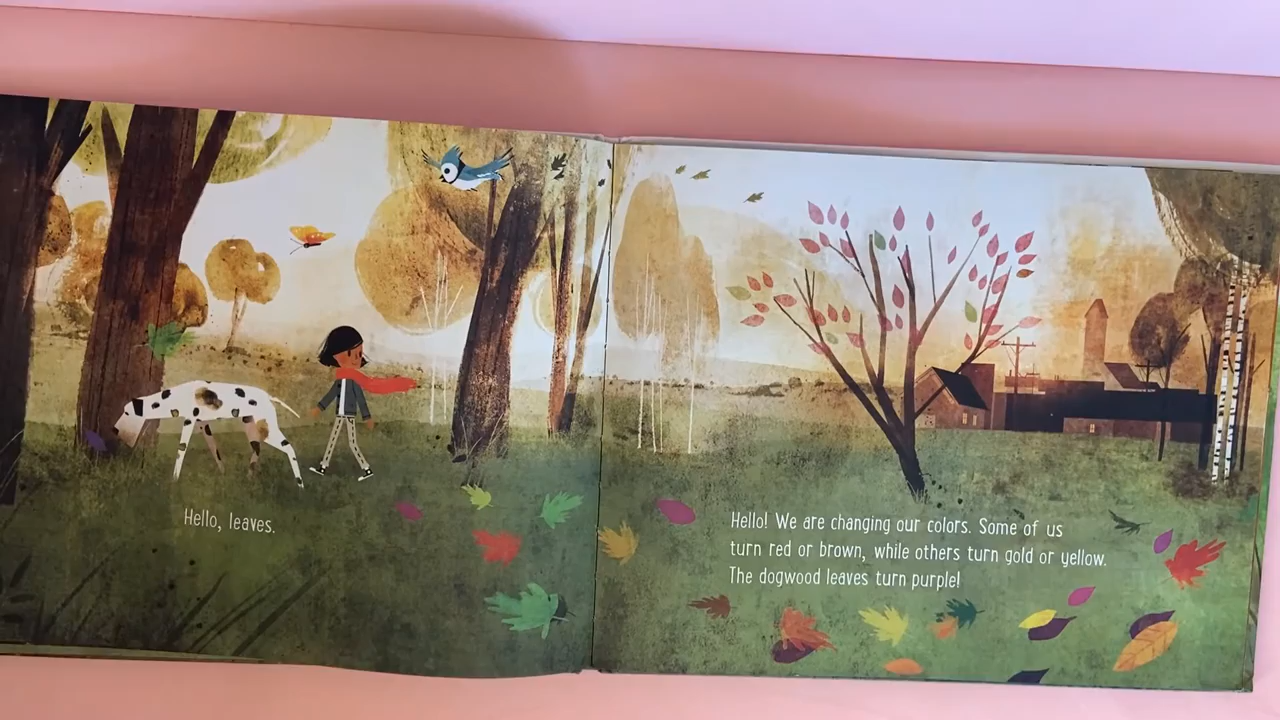 Hello, leaves.
Hello! We are changing our colors. Some of us
turn red or brown, while others turn gold or yellow.
The dogwood leaves turn purple!